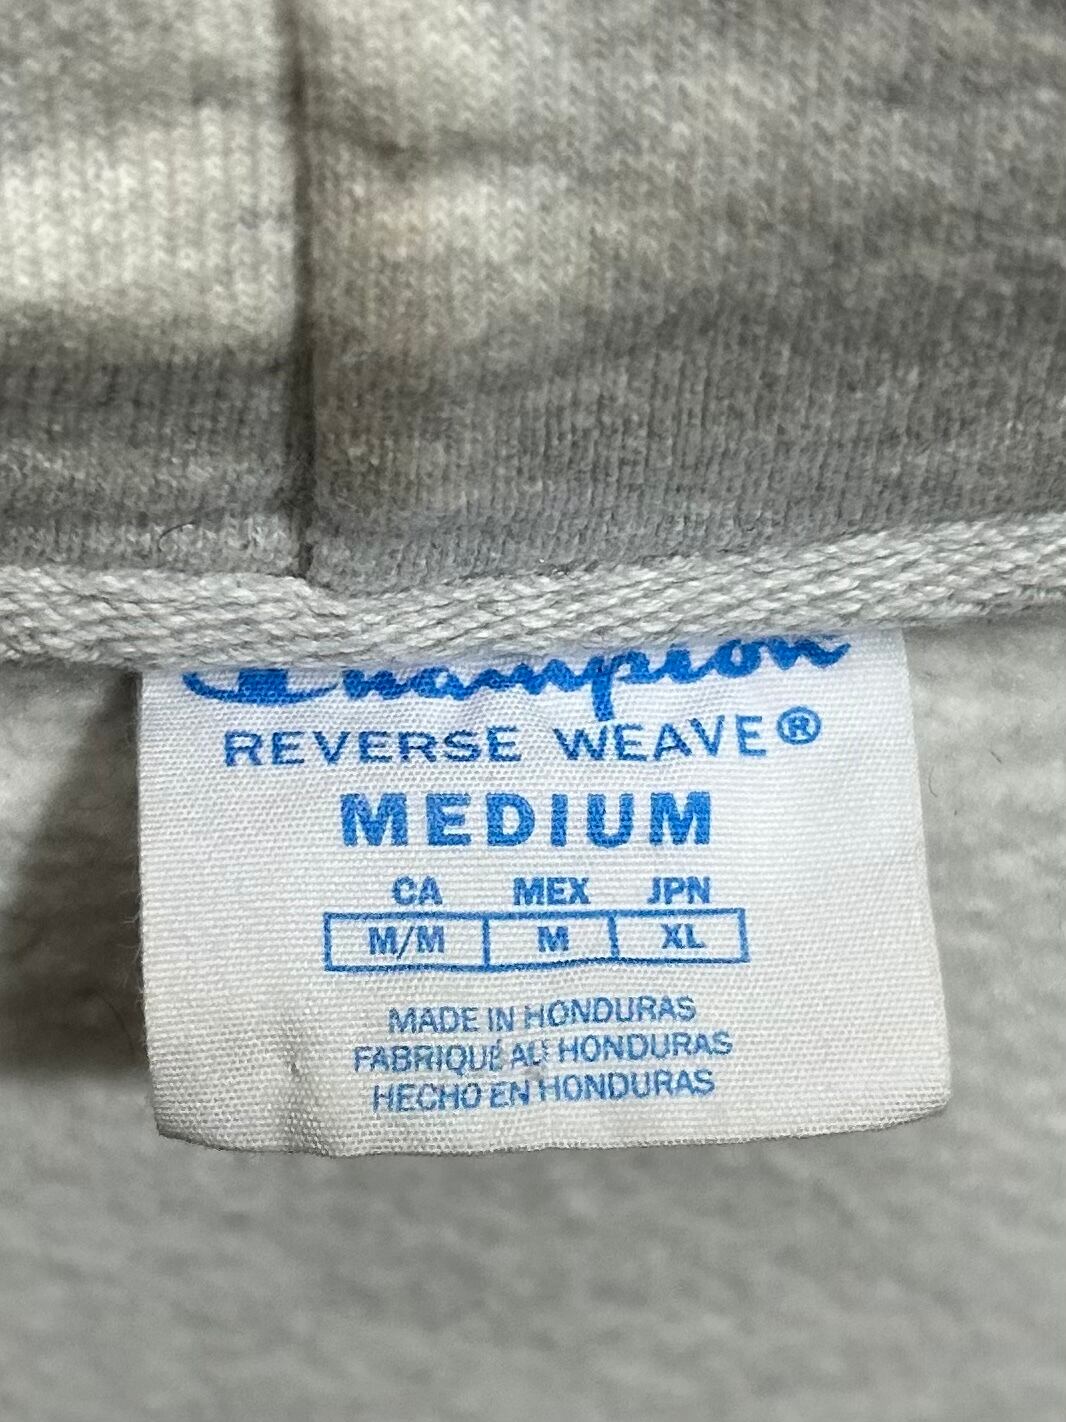 Champion
REVERSE WEAVE®
MEDIUM
CA MEX JPN
M/M M XL
MADE IN HONDURAS
FABRIQUÉ AU HONDURAS
HECHO EN HONDURAS